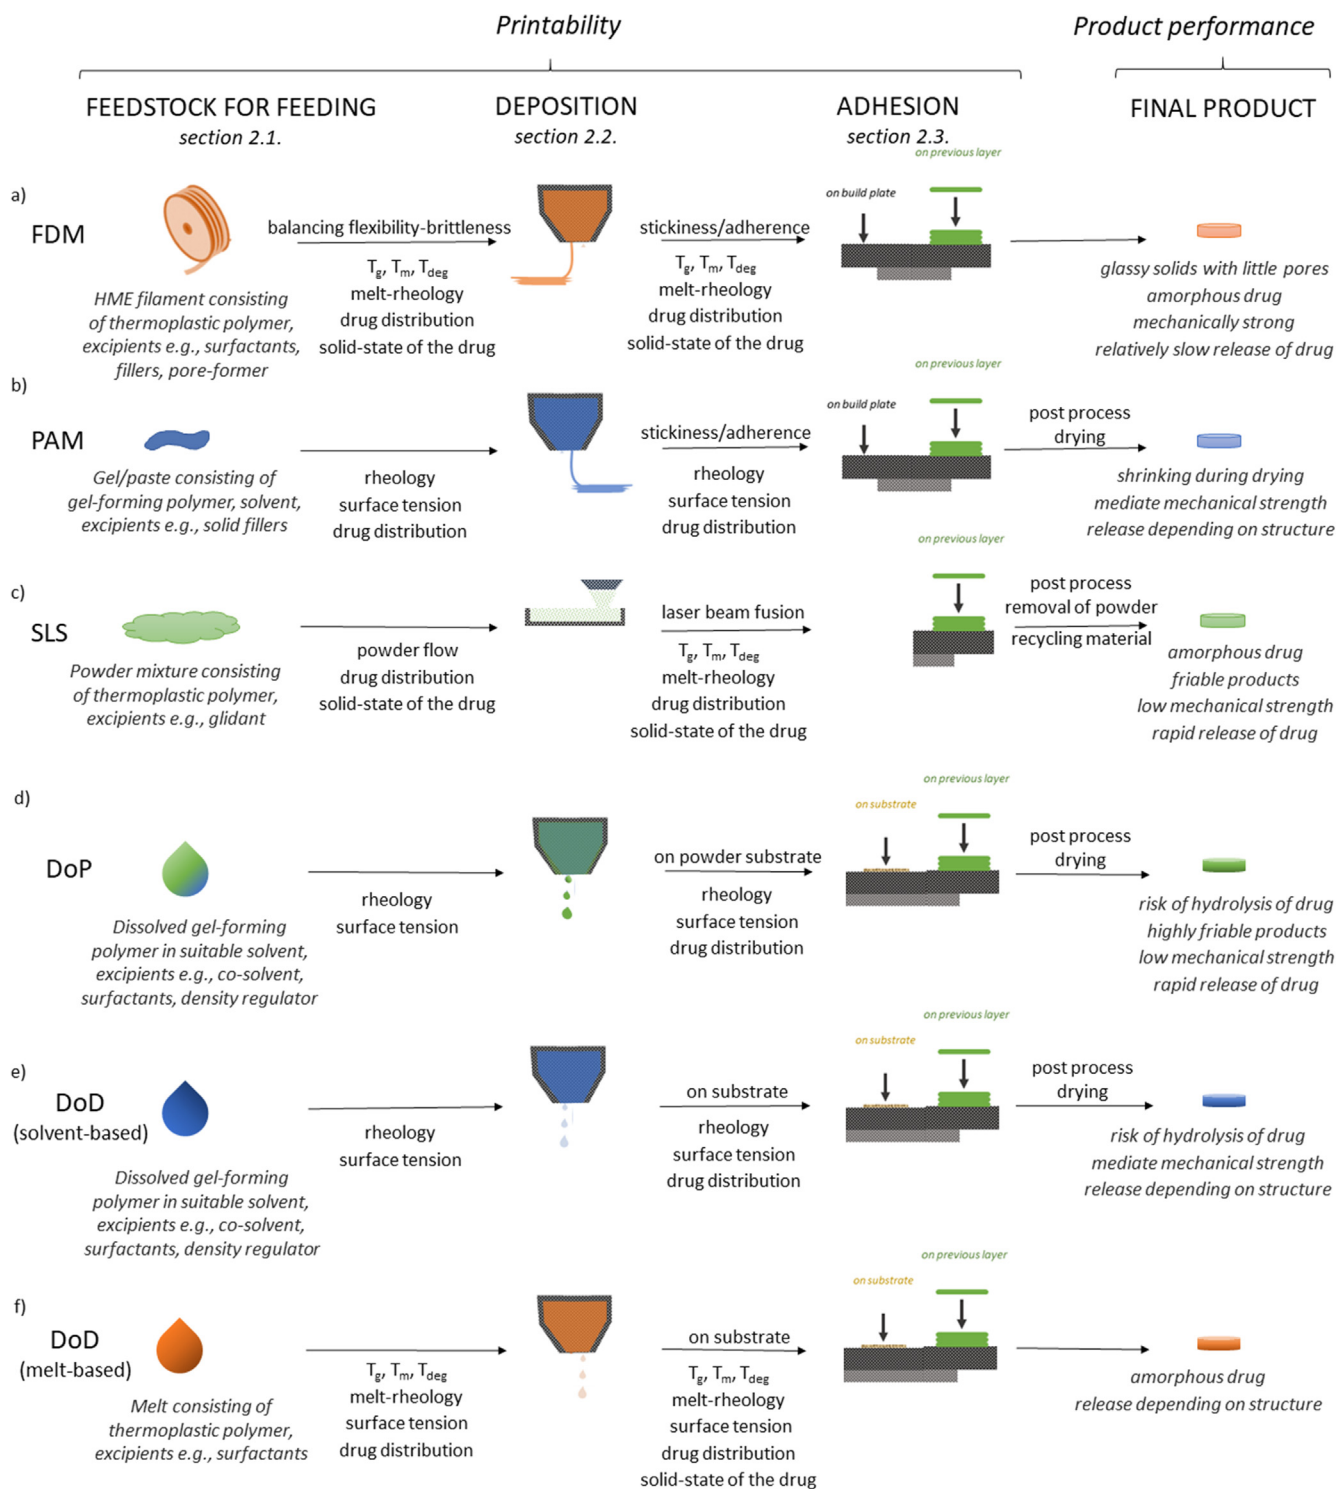 Printability
Product performance
FEEDSTOCK FOR FEEDING
section 2.1.
DEPOSITION
section 2.2.
ADHESION
section 2.3.
FINAL PRODUCT
a)
FDM
HME filament consisting
of thermoplastic polymer,
excipients e.g., surfactants,
fillers, pore-former
balancing flexibility-brittleness
Tg, Tm, Tdeg
melt-rheology
drug distribution
solid-state of the drug
stickiness/adherence
Tg, Tm, Tdeg
melt-rheology
drug distribution
solid-state of the drug
on build plate
on previous layer
glassy solids with little pores
amorphous drug
mechanically strong
relatively slow release of drug
b)
PAM
Gel/paste consisting of
gel-forming polymer, solvent,
excipients e.g., solid fillers
rheology
surface tension
drug distribution
stickiness/adherence
rheology
surface tension
drug distribution
on build plate
on previous layer
post process
drying
shrinking during drying
mediate mechanical strength
release depending on structure
c)
SLS
Powder mixture consisting
of thermoplastic polymer,
excipients e.g., glidant
powder flow
drug distribution
solid-state of the drug
laser beam fusion
Tg, Tm, Tdeg
melt-rheology
drug distribution
solid-state of the drug
on previous layer
post process
removal of powder
recycling material
amorphous drug
friable products
low mechanical strength
rapid release of drug
d)
DoP
Dissolved gel-forming
polymer in suitable solvent,
excipients e.g., co-solvent,
surfactants, density regulator
rheology
surface tension
on powder substrate
rheology
surface tension
drug distribution
on substrate
on previous layer
post process
drying
risk of hydrolysis of drug
highly friable products
low mechanical strength
rapid release of drug
e)
DoD
(solvent-based)
Dissolved gel-forming
polymer in suitable solvent,
excipients e.g., co-solvent,
surfactants, density regulator
rheology
surface tension
on substrate
rheology
surface tension
drug distribution
on substrate
on previous layer
post process
drying
risk of hydrolysis of drug
mediate mechanical strength
release depending on structure
f)
DoD
(melt-based)
Melt consisting of
thermoplastic polymer,
excipients e.g., surfactants
Tg, Tm, Tdeg
melt-rheology
surface tension
drug distribution
on substrate
Tg, Tm, Tdeg
melt-rheology
surface tension
drug distribution
solid-state of the drug
on substrate
on previous layer
amorphous drug
release depending on structure